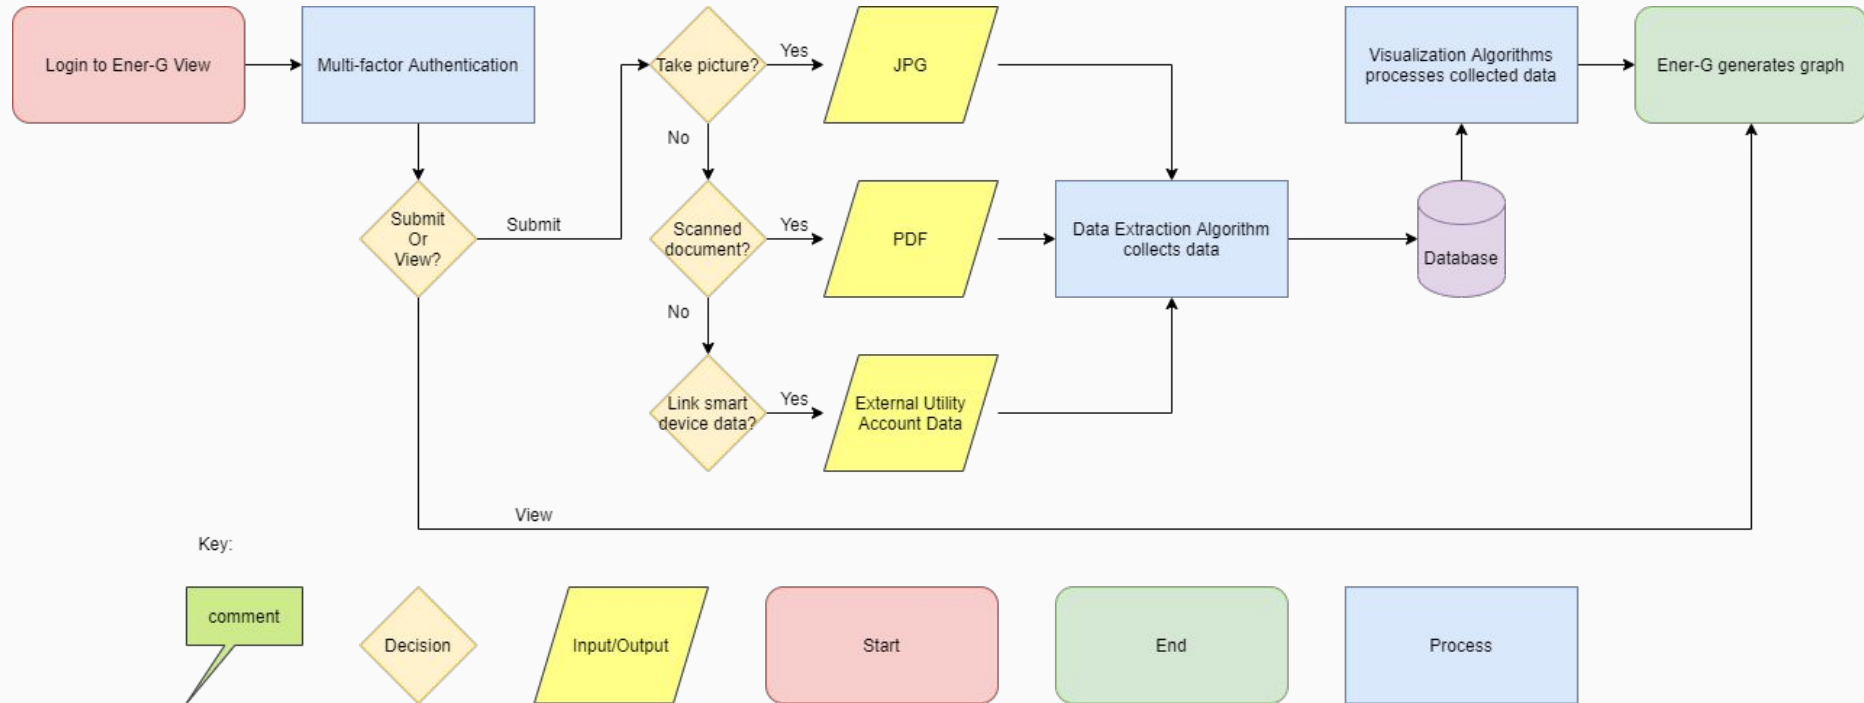 Login to Ener-G View
Multi-factor Authentication
Take picture?
Yes
JPG
Visualization Algorithms
processes collected data
Ener-G generates graph
No
Submit
Or
View?
Submit
Scanned
document?
Yes
PDF
Data Extraction Algorithm
collects data
Database
No
Link smart
device data?
Yes
External Utility
Account Data
View
Key:
comment
Decision
Input/Output
Start
End
Process